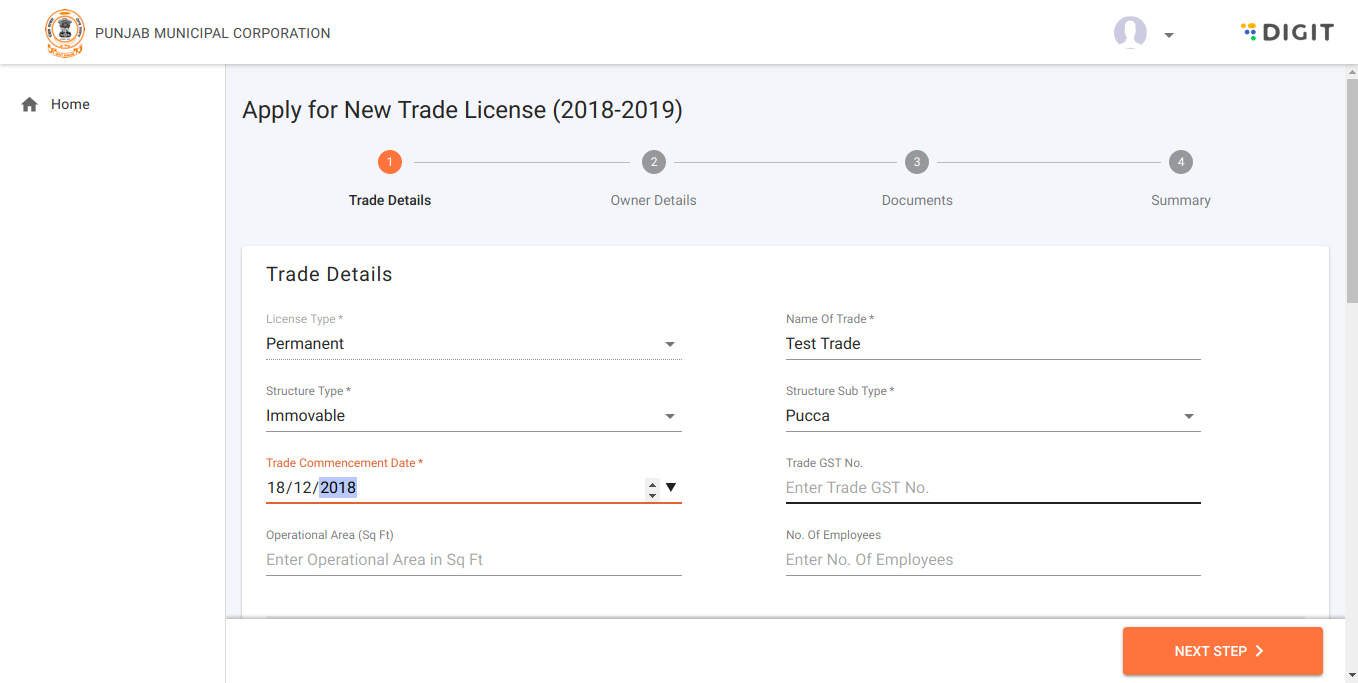 PUNJAB MUNICIPAL CORPORATION
DIGIT
Home
Apply for New Trade License (2018-2019)
1
2
3
4
Trade Details
Owner Details
Documents
Summary
Trade Details
License Type *
Permanent
Name Of Trade *
Test Trade
Structure Type *
Immovable
Structure Sub Type *
Pucca
Trade Commencement Date *
18/12/2018
Trade GST No.
Enter Trade GST No.
Operational Area (Sq Ft)
Enter Operational Area in Sq Ft
No. Of Employees
Enter No. Of Employees
NEXT STEP